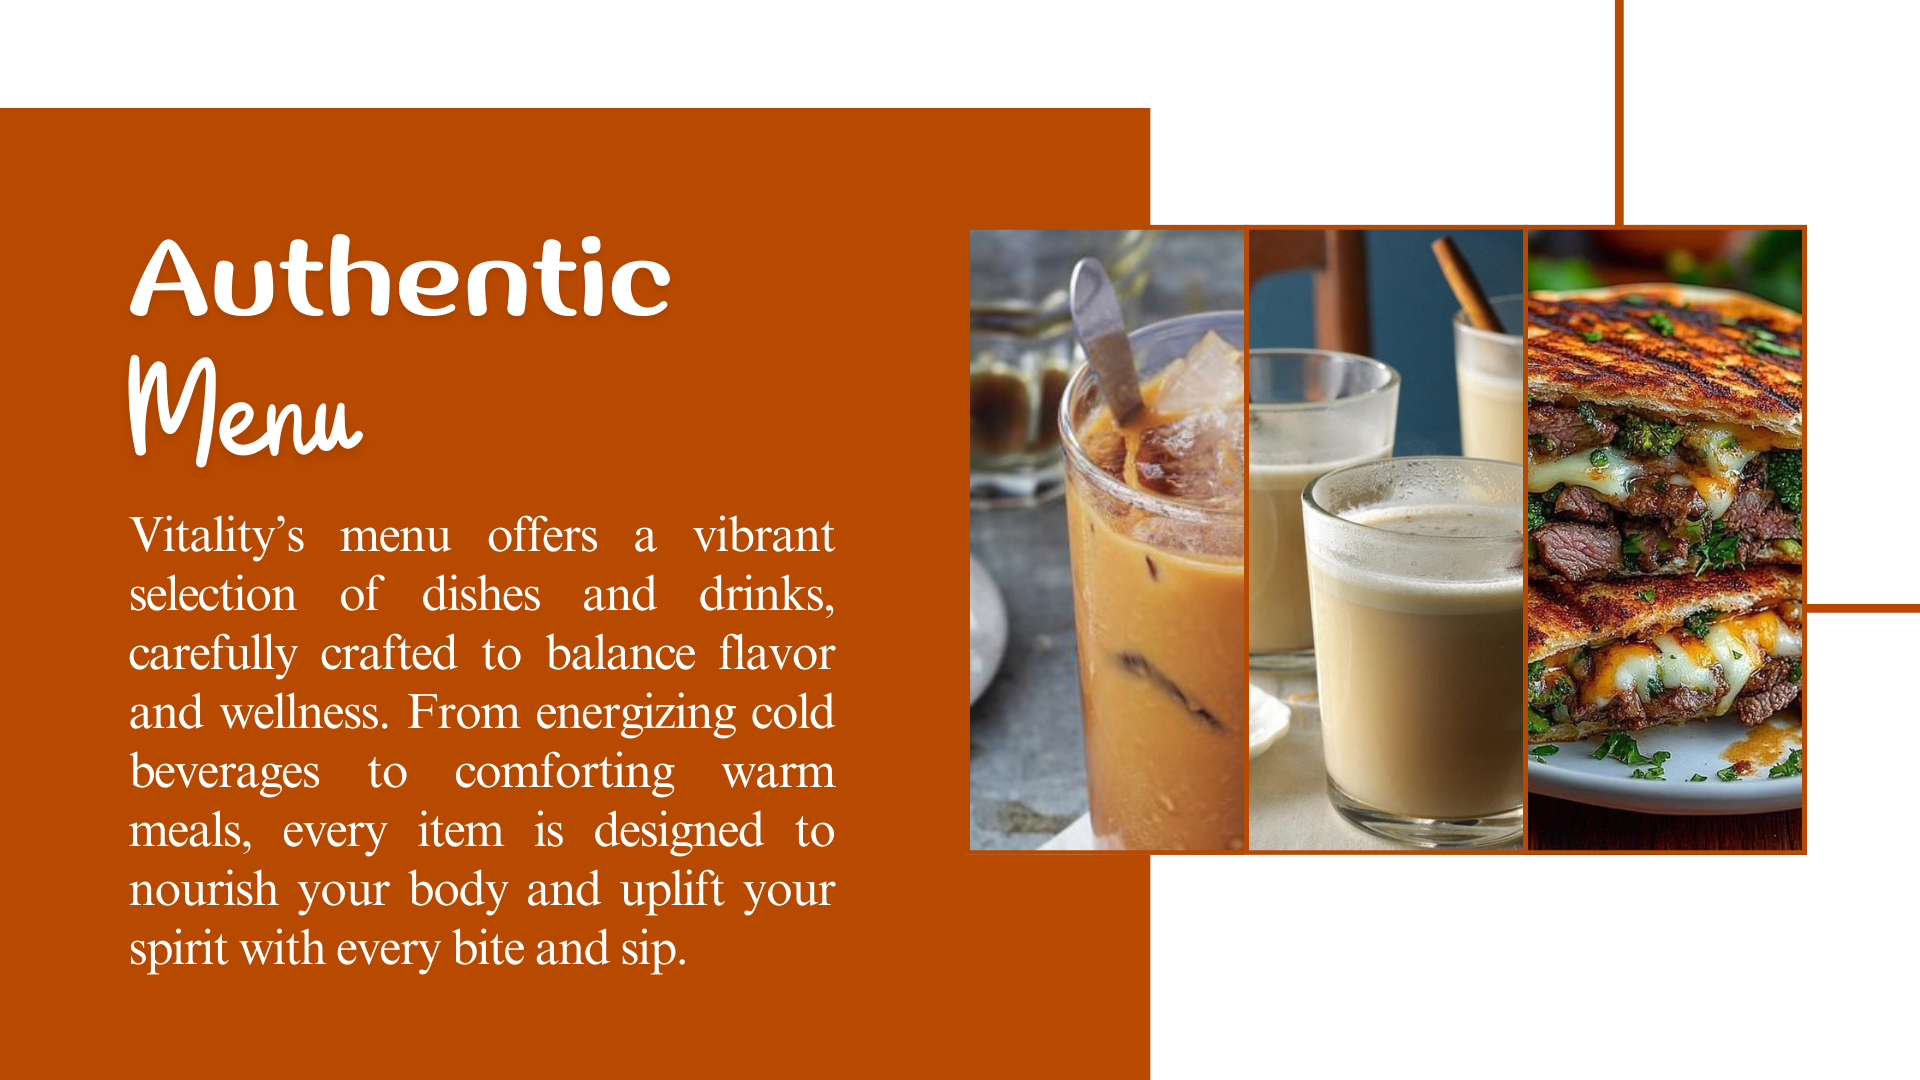 Authentic
Menu
Vitality’s menu offers a vibrant
selection of dishes and drinks,
carefully crafted to balance flavor
and wellness. From energizing cold
beverages to comforting warm
meals, every item is designed to
nourish your body and uplift your
spirit with every bite and sip.